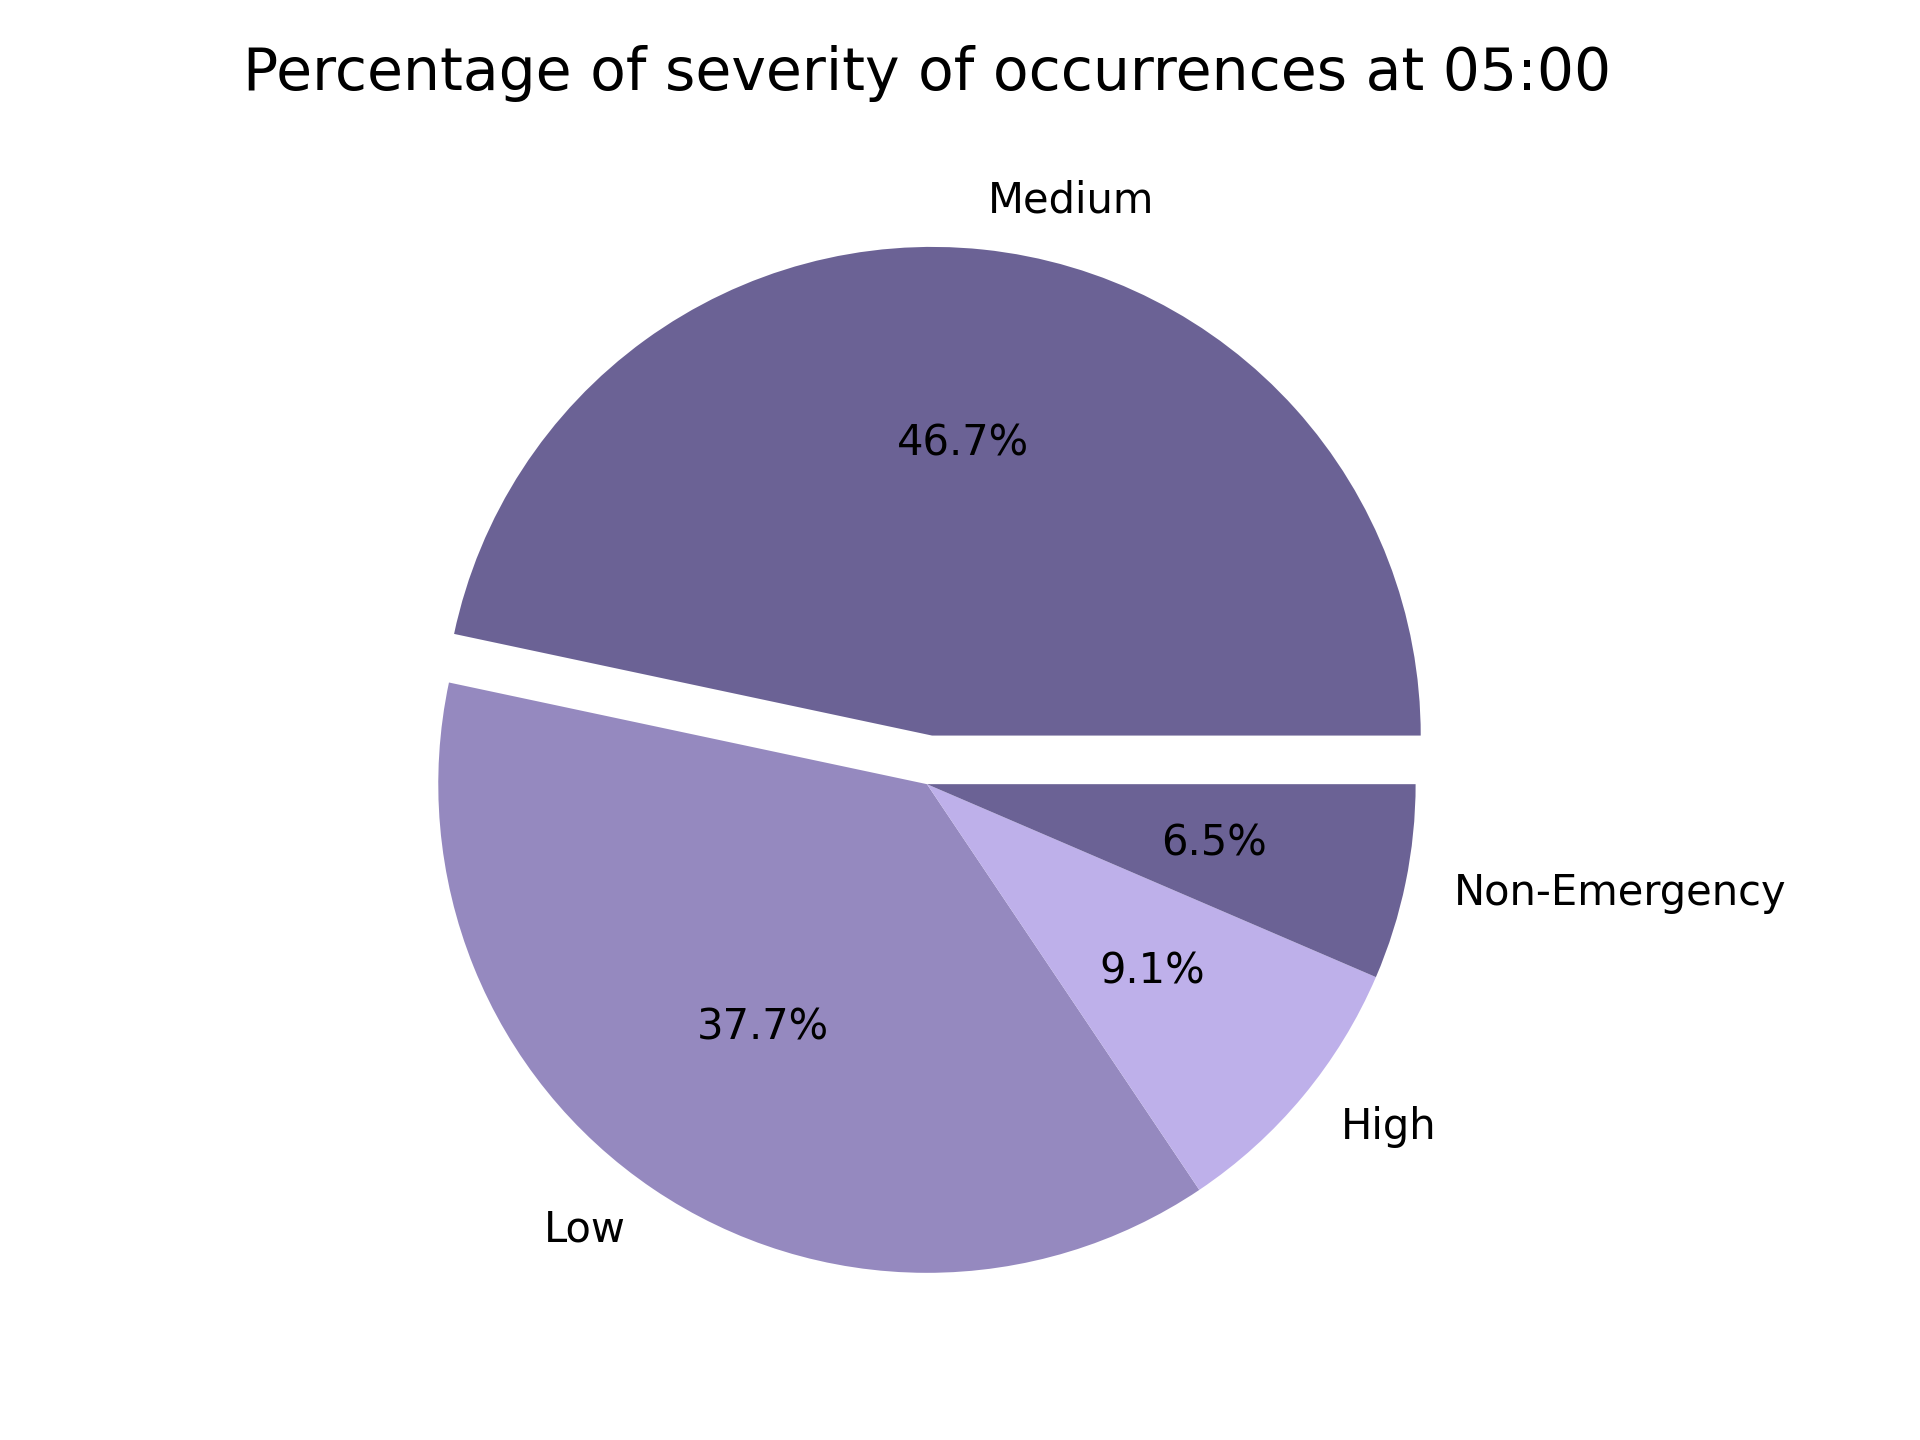 Percentage of severity of occurrences at 05:00
Medium
46.7%
6.5%
Non-Emergency
9.1%
37.7%
High
Low